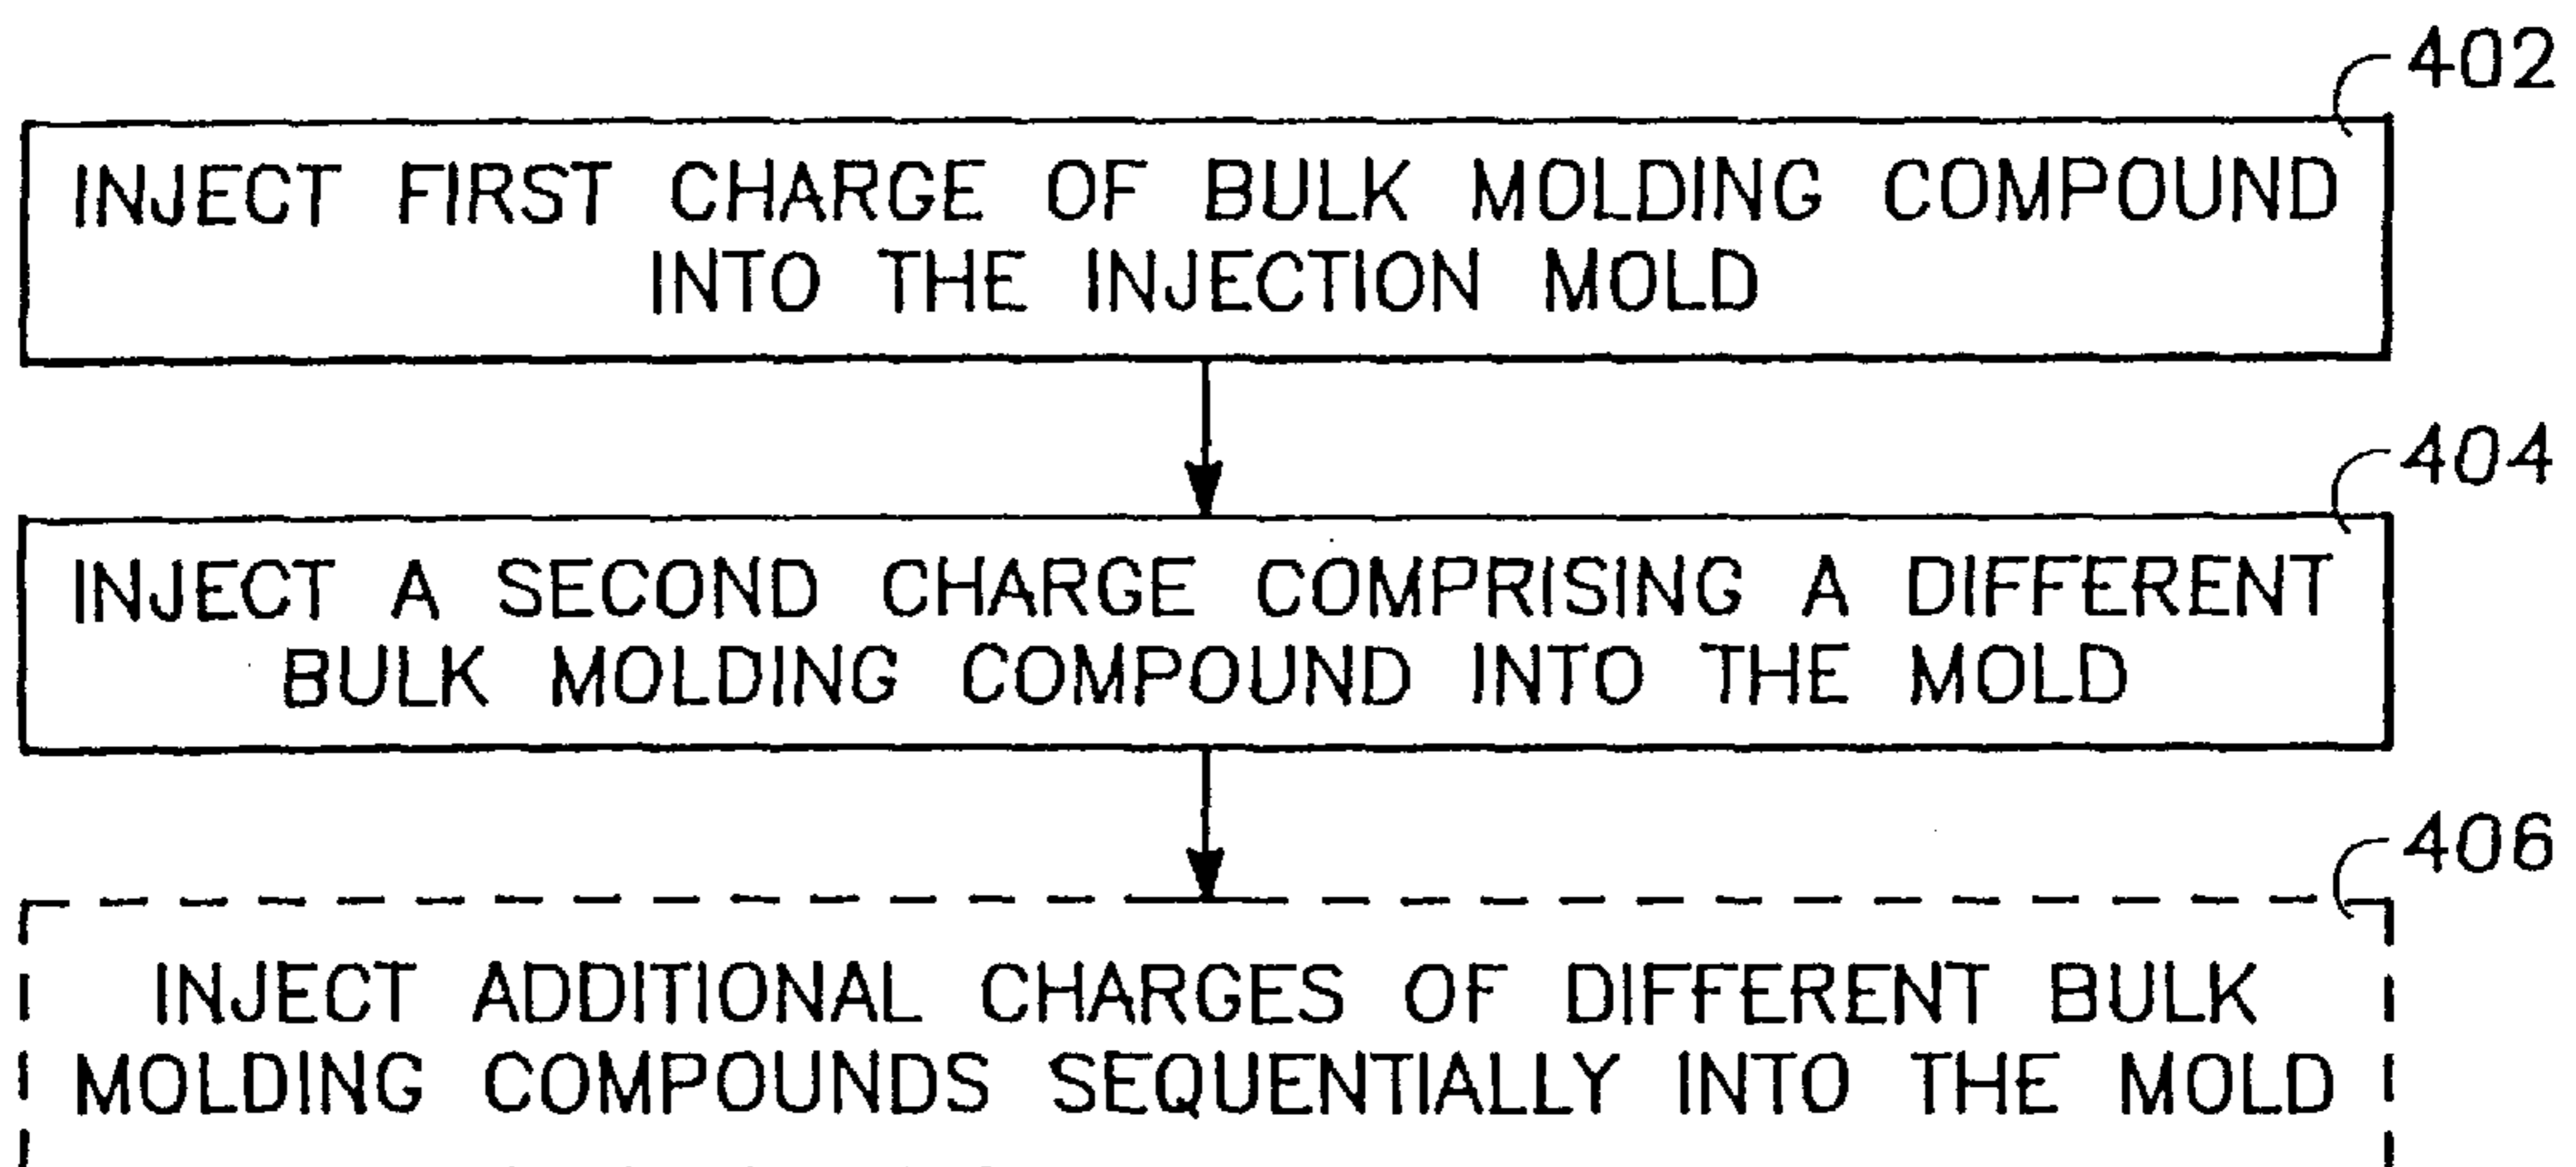 402
INJECT FIRST CHARGE OF BULK MOLDING COMPOUND
INTO THE INJECTION MOLD
404
INJECT A SECOND CHARGE COMPRISING A DIFFERENT
BULK MOLDING COMPOUND INTO THE MOLD
406
INJECT ADDITIONAL CHARGES OF DIFFERENT BULK
MOLDING COMPOUNDS SEQUENTIALLY INTO THE MOLD